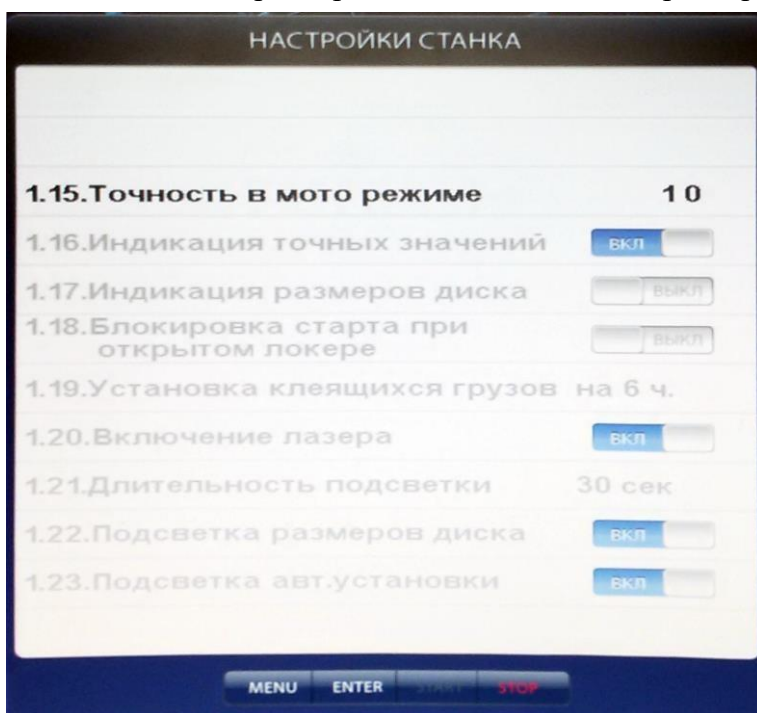 НАСТРОЙКИ СТАНКА
1.15.Точность в мото режиме 10
1.16.Индикация точных значений ВКЛ
1.17.Индикация размеров диска ВЫКЛ
1.18.Блокировка старта при
открытом локере ВЫКЛ
1.19.Установка клеящихся грузов на 6 ч.
1.20.Включение лазера ВКЛ
1.21.Длительность подсветки 30 сек
1.22.Подсветка размеров диска ВКЛ
1.23.Подсветка авт.установки ВКЛ
MENU ENTER START STOP